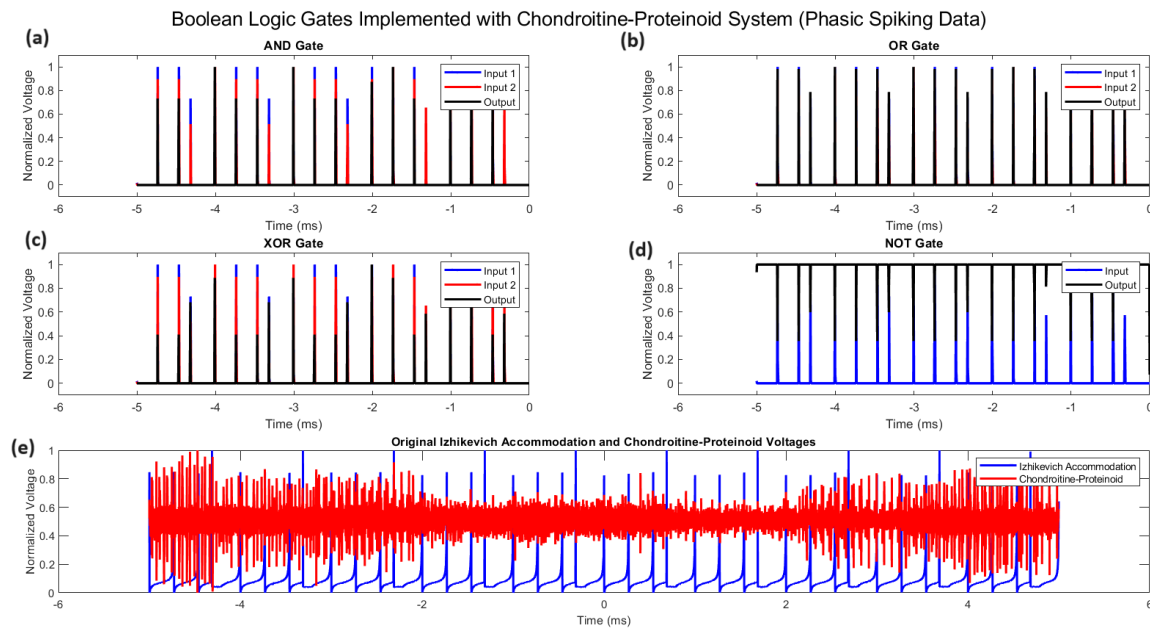 Boolean Logic Gates Implemented with Chondroitine-Proteinoid System (Phasic Spiking Data)
(a)
AND Gate
Normalized Voltage
1
0.8
0.6
0.4
0.2
0
Input 1
Input 2
Output
-6 -5 -4 -3 -2 -1 0
Time (ms)
(b)
OR Gate
Normalized Voltage
1
0.8
0.6
0.4
0.2
0
Input 1
Input 2
Output
-6 -5 -4 -3 -2 -1 0
Time (ms)
(c)
XOR Gate
Normalized Voltage
1
0.8
0.6
0.4
0.2
0
Input 1
Input 2
Output
-6 -5 -4 -3 -2 -1 0
Time (ms)
(d)
NOT Gate
Normalized Voltage
1
0.8
0.6
0.4
0.2
0
Input
Output
-6 -5 -4 -3 -2 -1 0
Time (ms)
(e)
Original Izhikevich Accommodation and Chondroitine-Proteinoid Voltages
Normalized Voltage
1
0.8
0.6
0.4
0.2
0
Izhikevich Accommodation
Chondroitine-Proteinoid
-6 -4 -2 0 2 4 6
Time (ms)